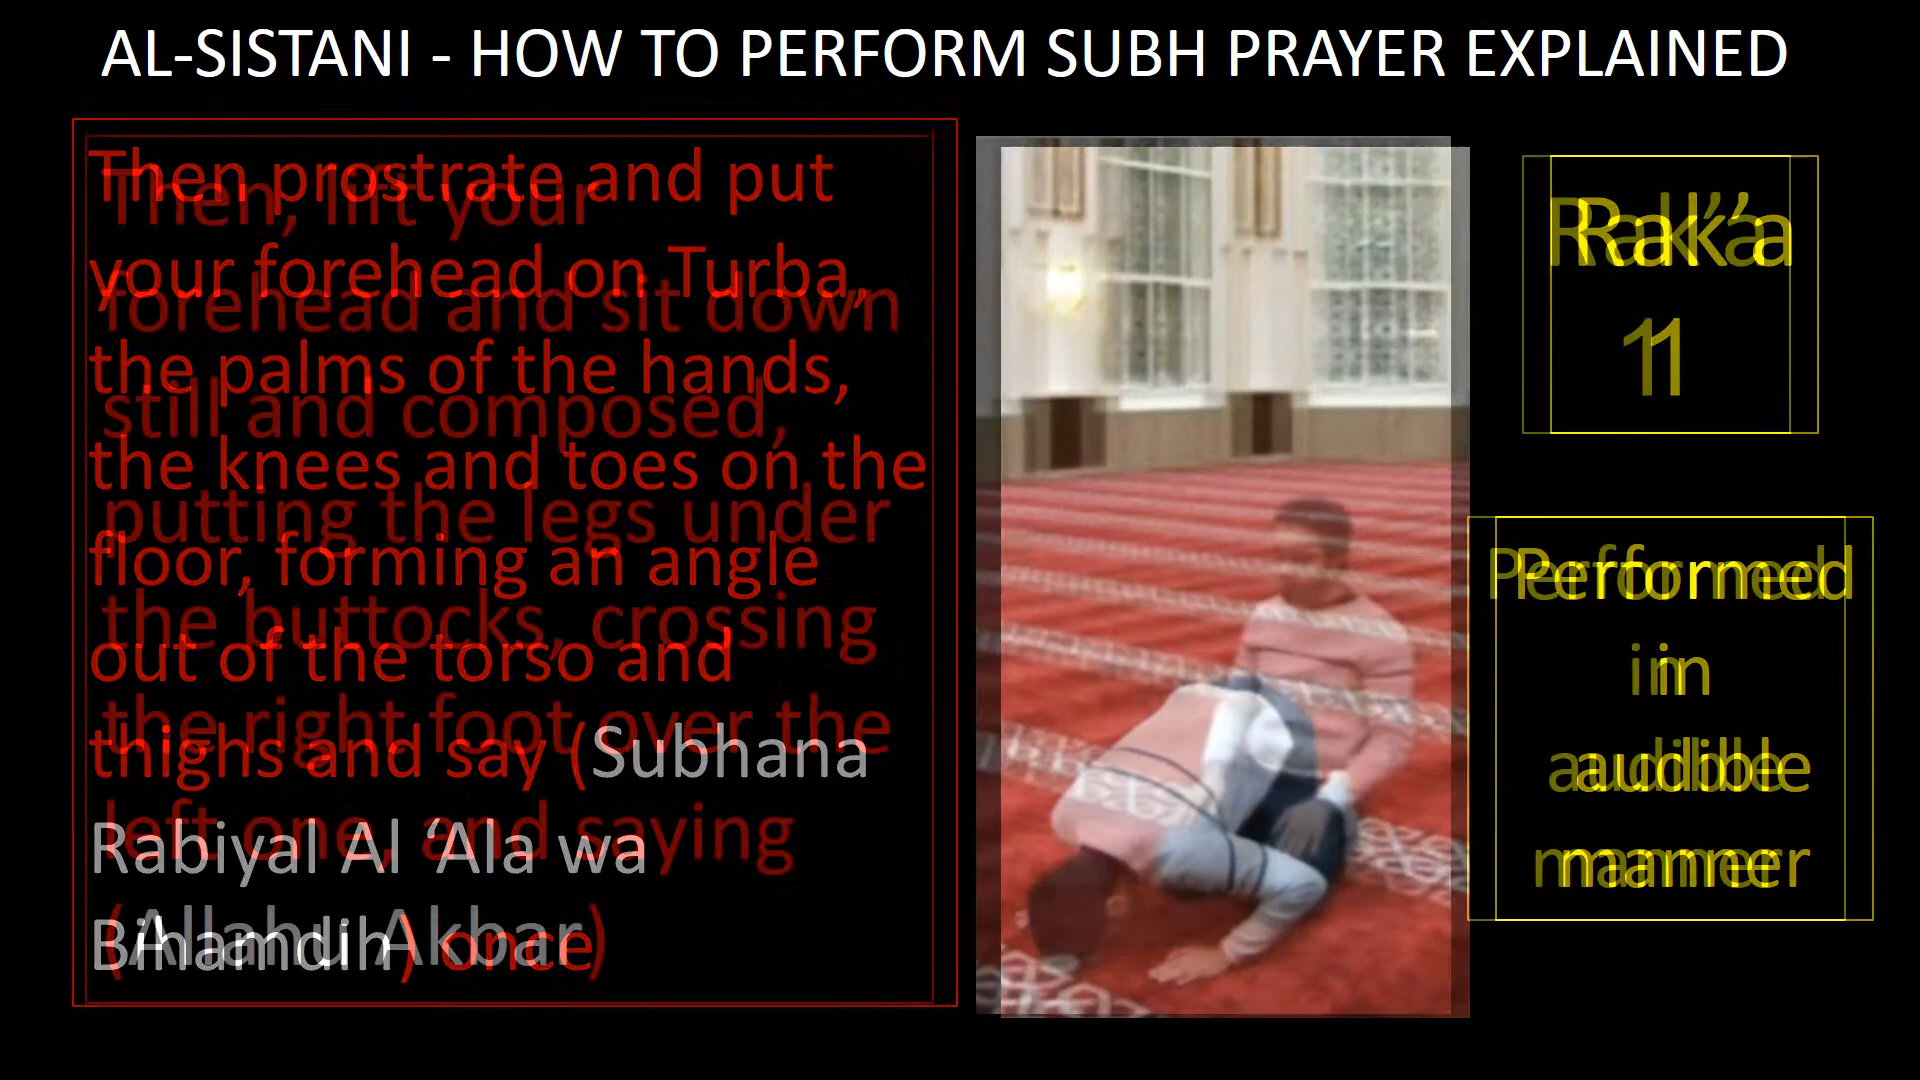 AL-SISTANI - HOW TO PERFORM SUBH PRAYER EXPLAINED
Then prostrate and put
your forehead on Turba,
the palms of the hands,
the knees and toes on the
floor, forming an angle
out of the torso and
thighs and say (Subhana
Rabiyal Al ‘Ala wa
Bihamdih) once
Then, lift your
forehead and sit down
still and composed,
putting the legs under
the buttocks, crossing
the right foot over the
left one, and saying
(Allahu Akbar)
Rak’a
1
Performed
in
audible
manner